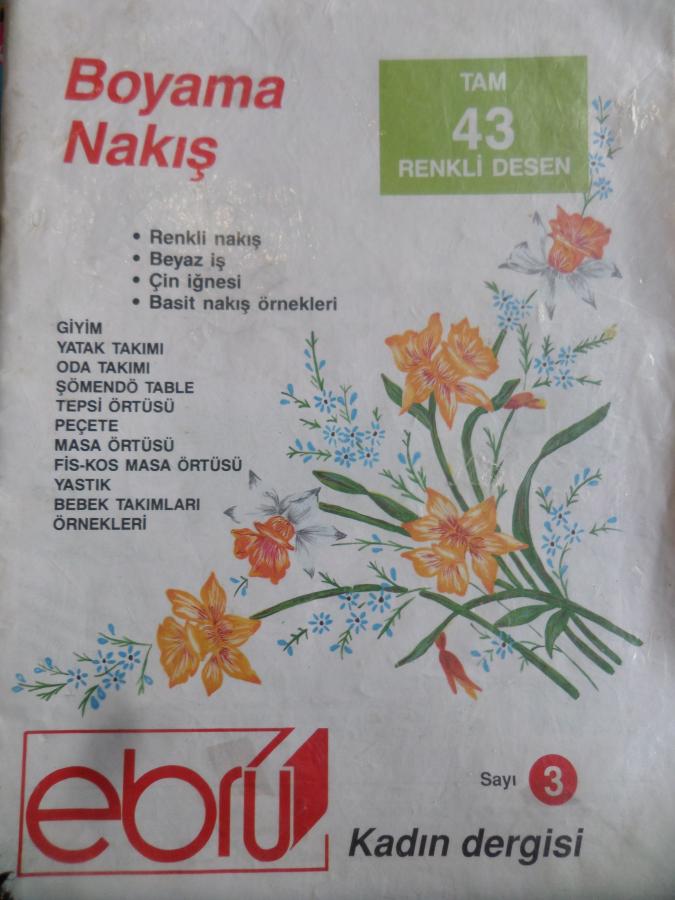 Boyama
Nakış
TAM
43
RENKLİ DESEN
• Renkli nakış
• Beyaz iş
• Çin iğnesi
• Basit nakış örnekleri
GİYİM
YATAK TAKIMI
ODA TAKIMI
ŞÖMENDÖ TABLE
TEPSİ ÖRTÜSÜ
PEÇETE
MASA ÖRTÜSÜ
FİS-KOS MASA ÖRTÜSÜ
YASTIK
BEBEK TAKIMLARI
ÖRNEKLERİ
ebrú
Sayı 3
Kadın dergisi